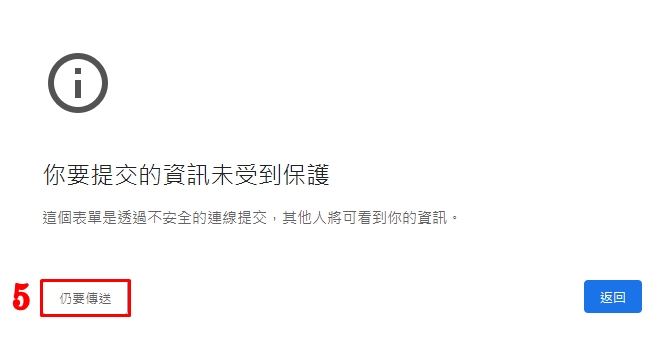 你要提交的資訊未受到保護
這個表單是透過不安全的連線提交，其他人將可看到你的資訊。
5 仍要傳送
返回